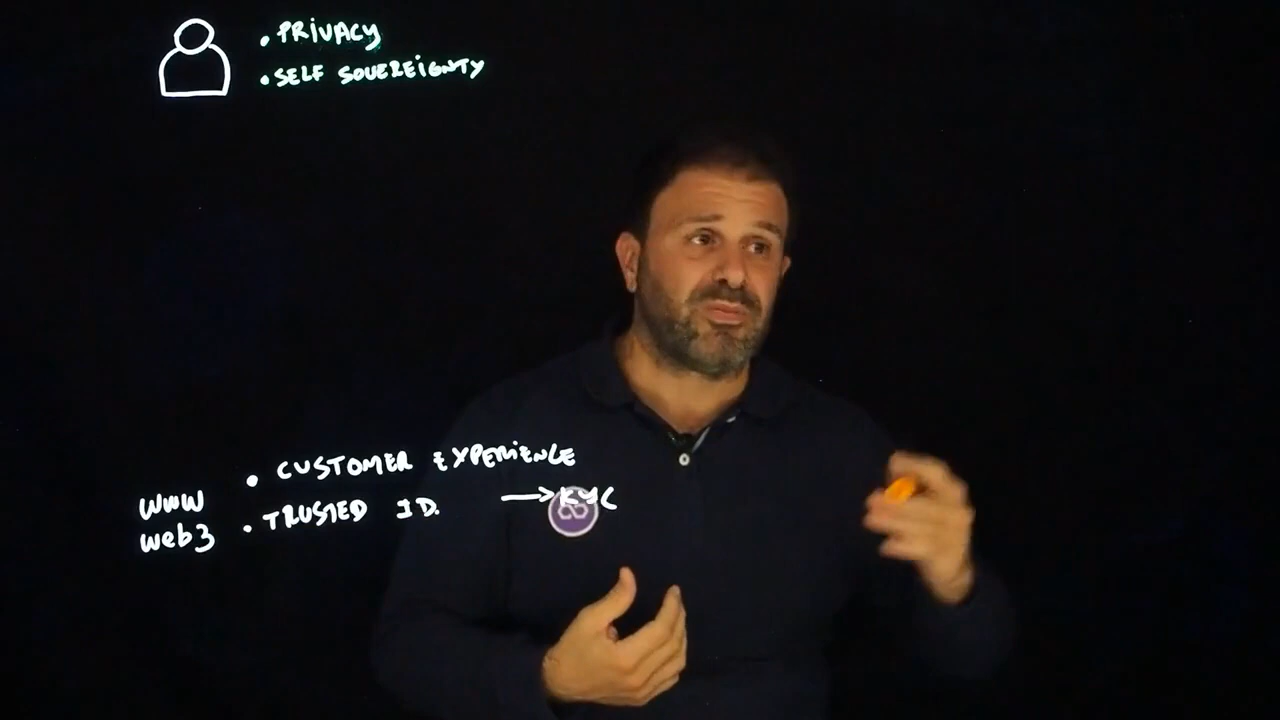 • PRIVACY
• SELF SOVEREIGNTY
• CUSTOMER EXPERIENCE
www
• TRUSTED ID. → KYC
web3